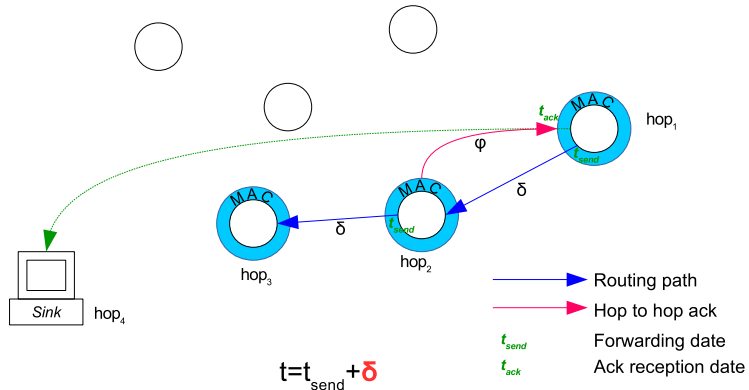 MAC
t_ack
hop₁
φ
t_send
δ
MAC
MAC
t_send
δ
hop₂
hop₃
Sink
hop₄
Routing path
Hop to hop ack
t_send Forwarding date
t_ack Ack reception date
t=t_send+δ